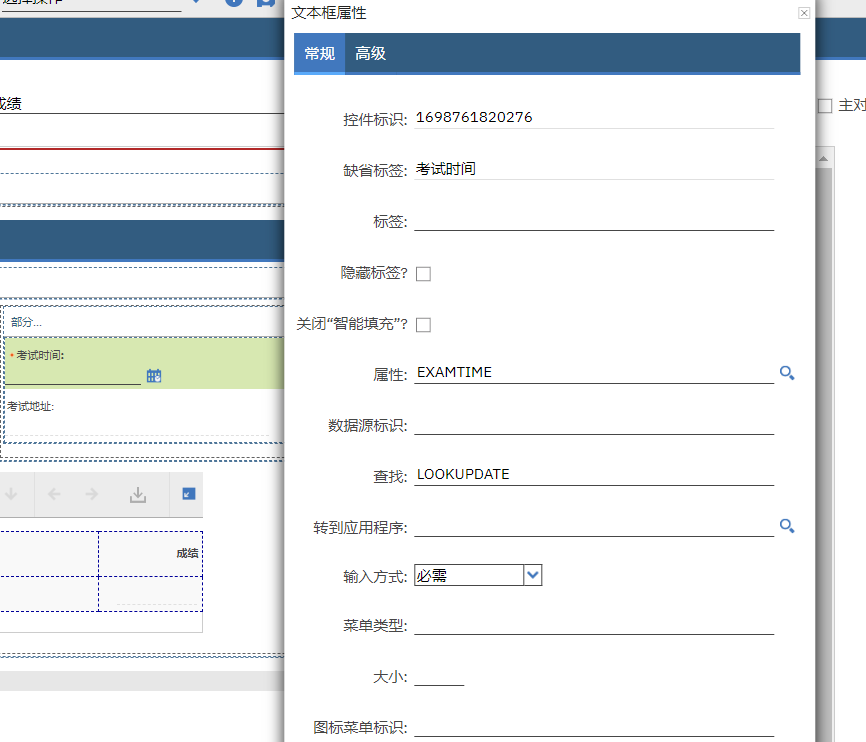 文本框属性
常规
高级
成绩
主对
控件标识: 1698761820276
缺省标签: 考试时间
标签:
隐藏标签?
关闭“智能填充”?
部分...
* 考试时间:
属性: EXAMTIME
考试地址:
数据源标识:
查找: LOOKUPDATE
转到应用程序:
成绩
输入方式: 必需
菜单类型:
大小:
图标菜单标识: